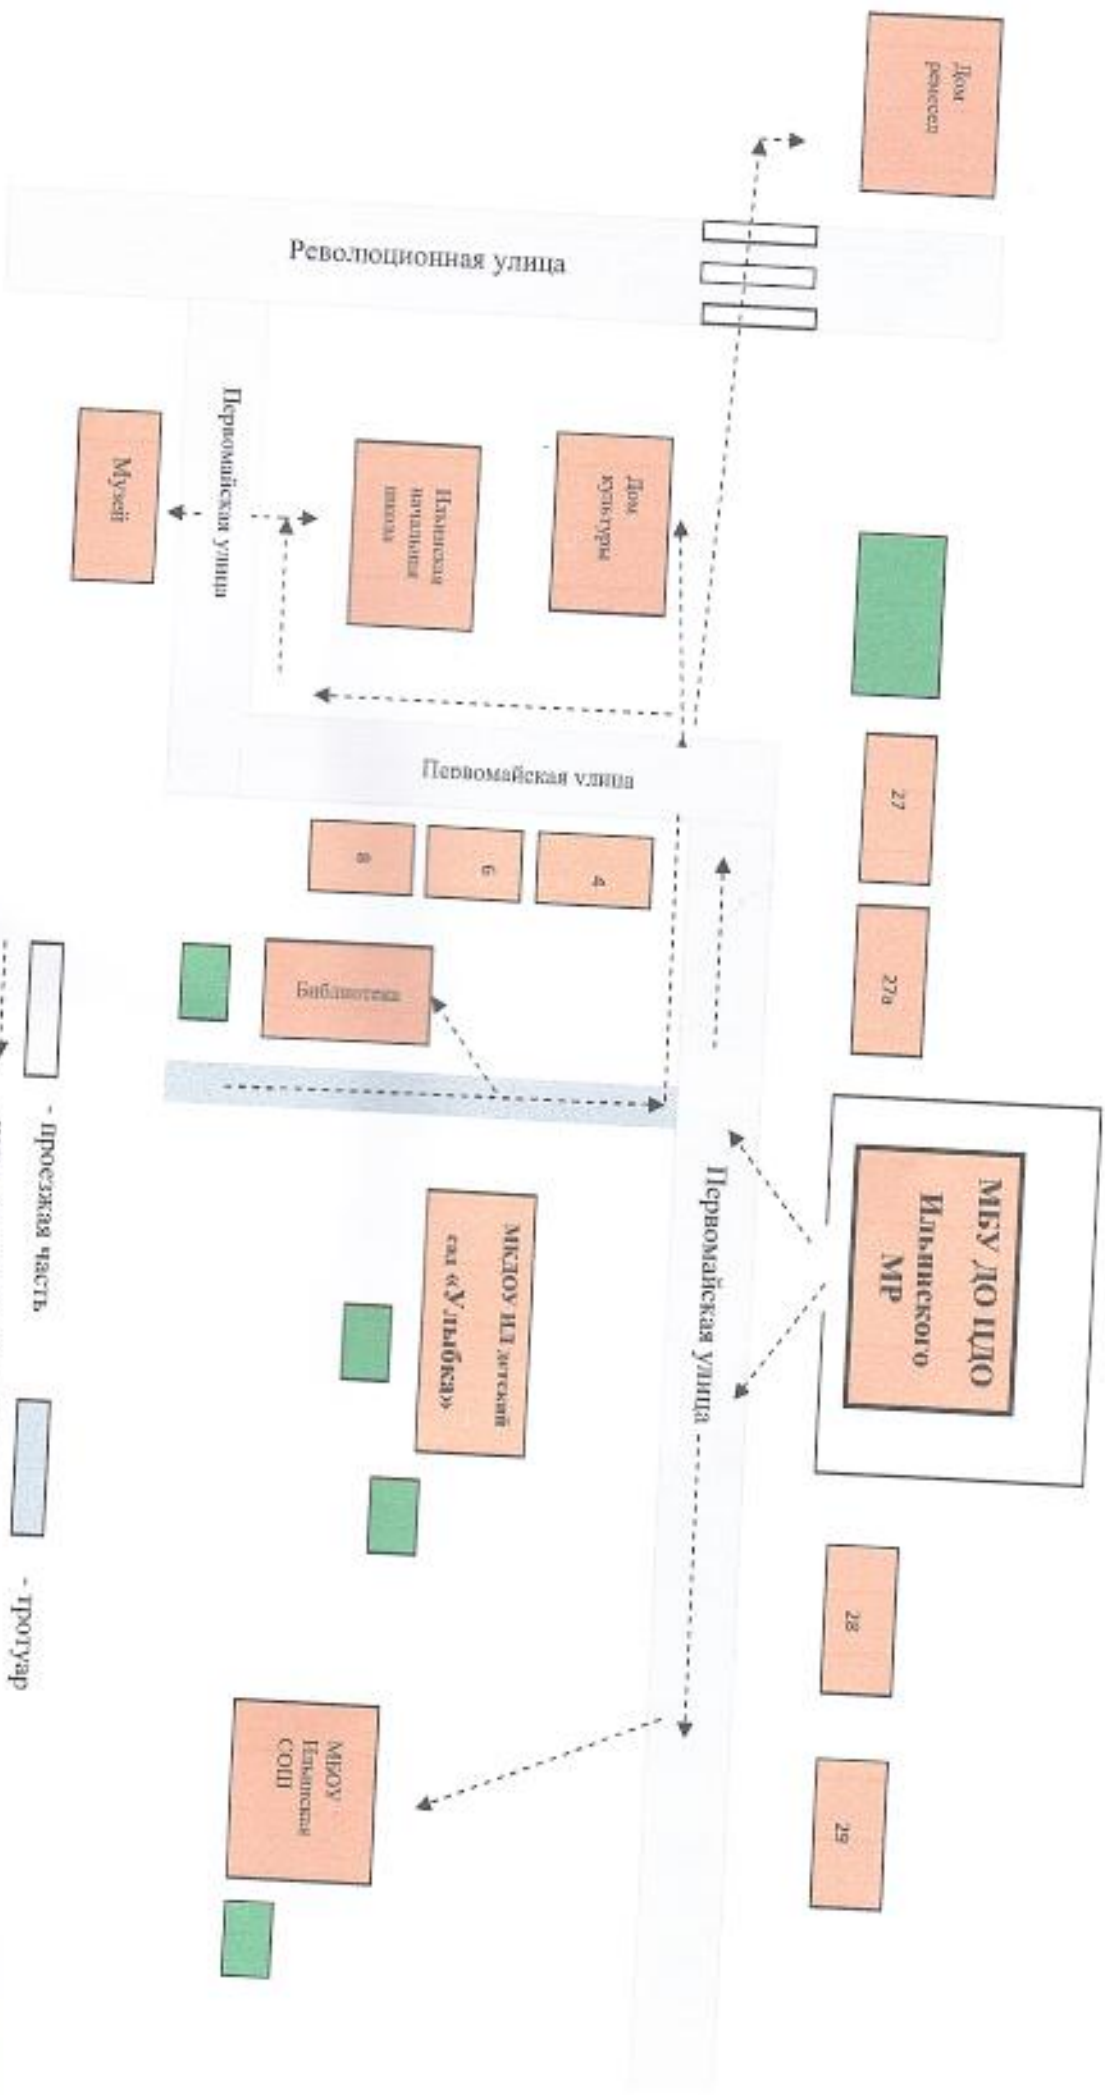 Дом
ремесел
Революционная улица
Первомайская улица
Музей
Ильинская
начальная
школа
Дом
культуры
Первомайская улица
27
27а
4
6
8
Библиотека
МБУ ДО ЦДО
Ильинского
МР
Первомайская улица
МКДОУ ИЛ детский
сад «Улыбка»
28
29
МБОУ
Ильинская
СОШ
- проезжая часть
- тротуар